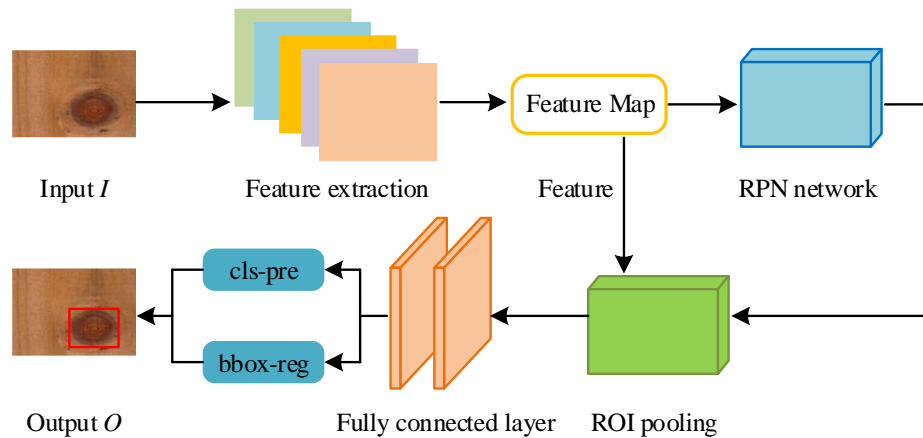 Feature Map
Input I
Feature extraction
Feature
RPN network
cls-pre
bbox-reg
Output O
Fully connected layer
ROI pooling